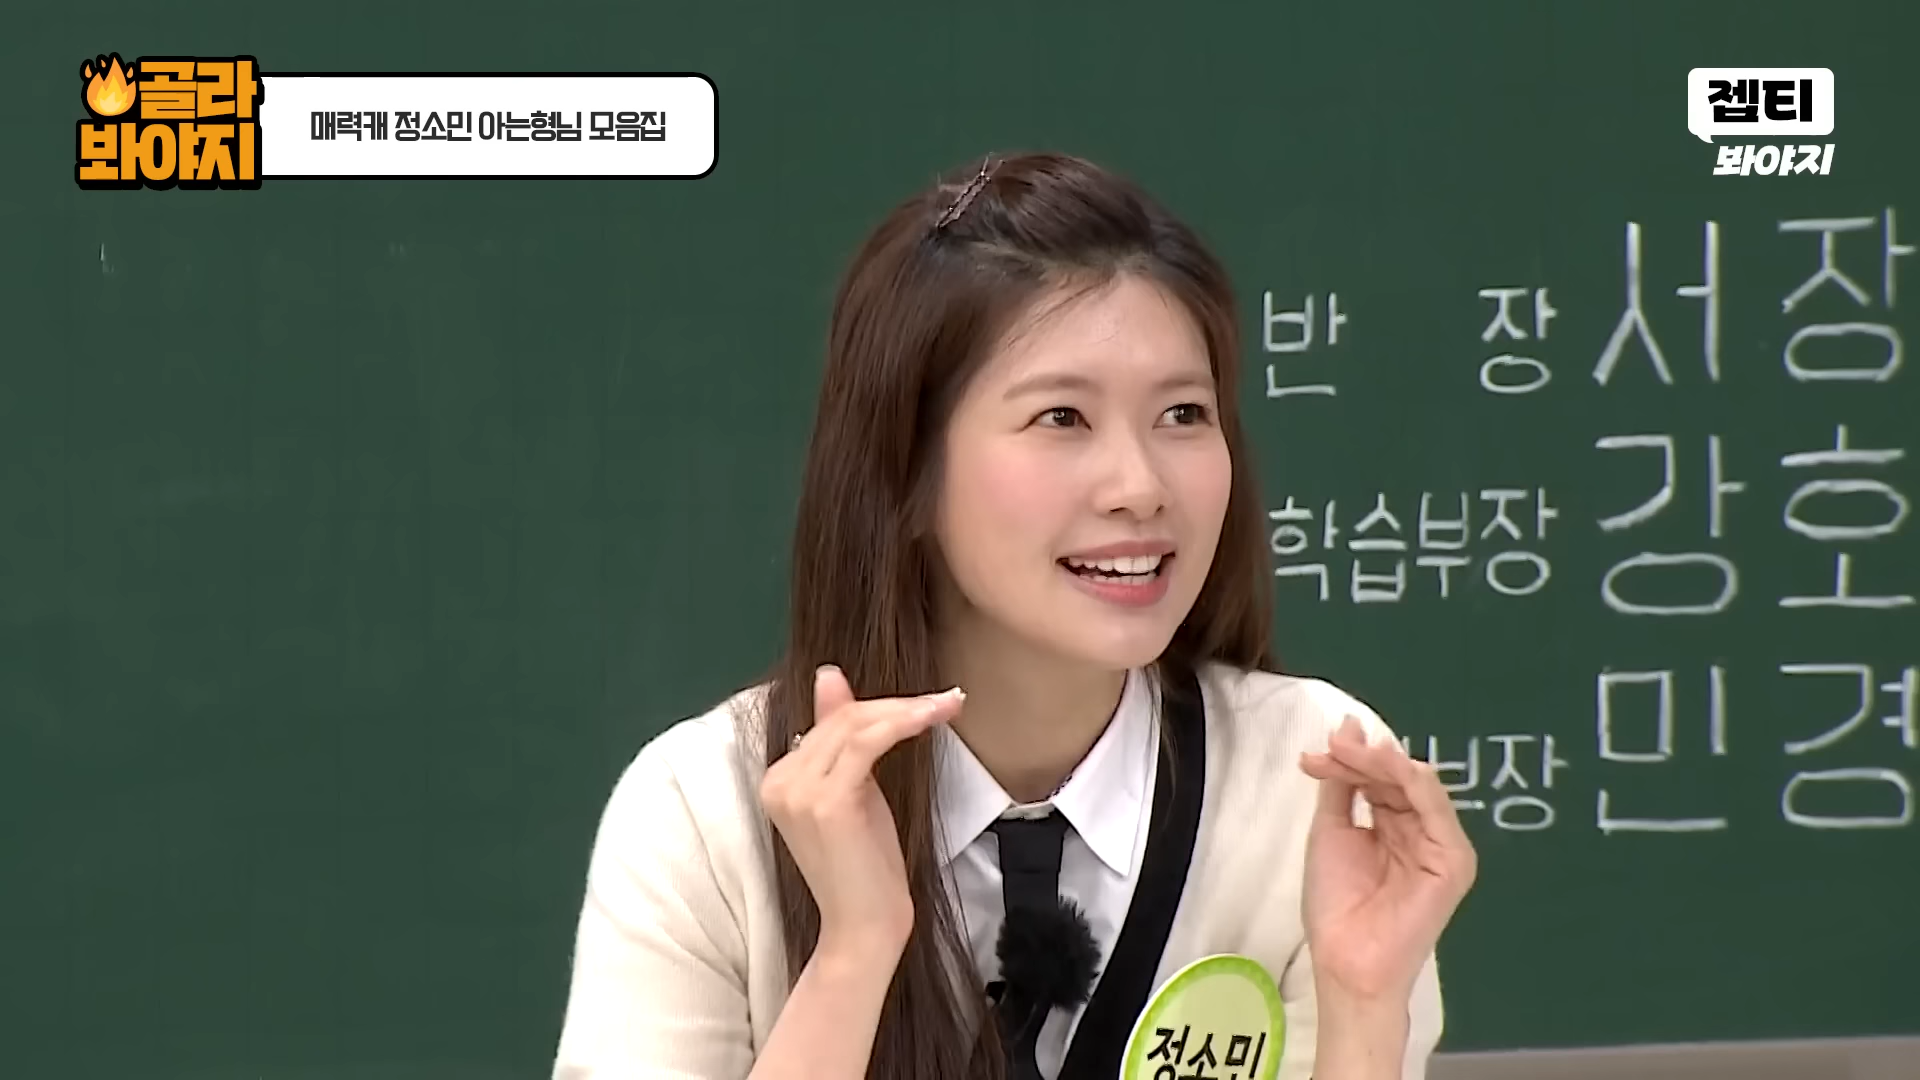 골라
봐야지
매력캐 정소민 아는형님 모음집
젭티
봐야지
반 장 서 장
학습부장 강 호
부장 민 경
정소민